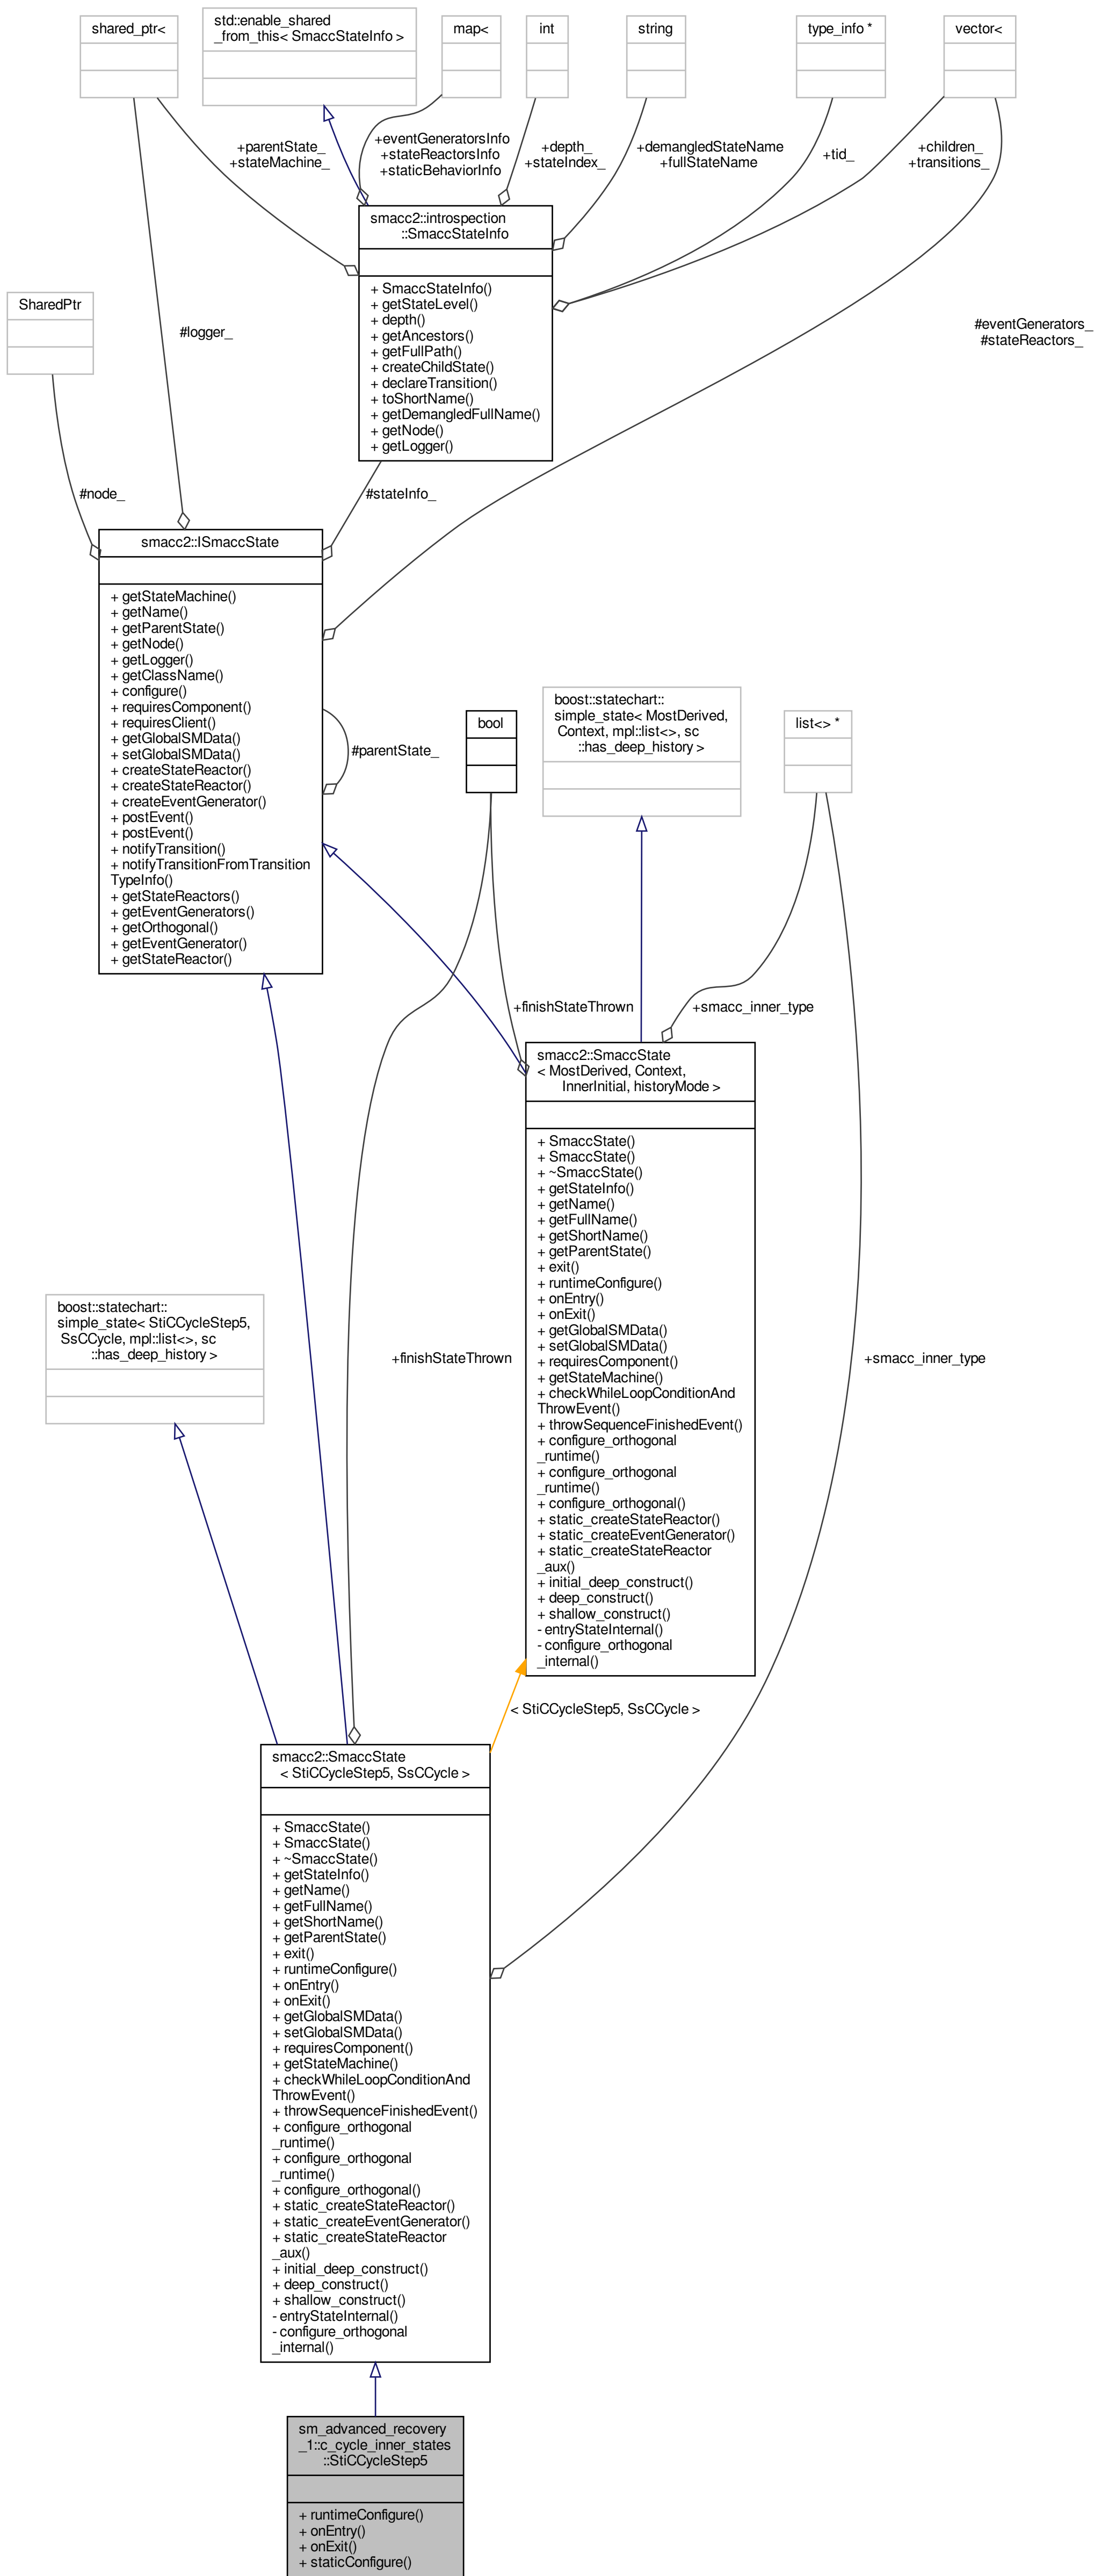 shared_ptr<
std::enable_shared
_from_this< SmaccStateInfo >
map<
int
string
type_info *
vector<
+parentState_
+stateMachine_
+eventGeneratorsInfo
+stateReactorsInfo
+staticBehaviorInfo
+depth_
+stateIndex_
+demangledStateName
+fullStateName
+tid_
+children_
+transitions_
smacc2::introspection
::SmaccStateInfo
+ SmaccStateInfo()
+ getStateLevel()
+ depth()
+ getAncestors()
+ getFullPath()
+ createChildState()
+ declareTransition()
+ toShortName()
+ getDemangledFullName()
+ getNode()
+ getLogger()
SharedPtr
#logger_
#eventGenerators_
#stateReactors_
#node_
#stateInfo_
smacc2::ISmaccState
+ getStateMachine()
+ getName()
+ getParentState()
+ getNode()
+ getLogger()
+ getClassName()
+ configure()
+ requiresComponent()
+ requiresClient()
+ getGlobalSMData()
+ setGlobalSMData()
+ createStateReactor()
+ createStateReactor()
+ createEventGenerator()
+ postEvent()
+ postEvent()
+ notifyTransition()
+ notifyTransitionFromTransition
TypeInfo()
+ getStateReactors()
+ getEventGenerators()
+ getOrthogonal()
+ getEventGenerator()
+ getStateReactor()
#parentState_
bool
boost::statechart::
simple_state< MostDerived,
Context, mpl::list<>, sc
::has_deep_history >
list<> *
+finishStateThrown
+smacc_inner_type
smacc2::SmaccState
< MostDerived, Context,
InnerInitial, historyMode >
+ SmaccState()
+ SmaccState()
+ ~SmaccState()
+ getStateInfo()
+ getName()
+ getFullName()
+ getShortName()
+ getParentState()
+ exit()
+ runtimeConfigure()
+ onEntry()
+ onExit()
+ getGlobalSMData()
+ setGlobalSMData()
+ requiresComponent()
+ getStateMachine()
+ checkWhileLoopConditionAnd
ThrowEvent()
+ throwSequenceFinishedEvent()
+ configure_orthogonal
_runtime()
+ configure_orthogonal
_runtime()
+ configure_orthogonal()
+ static_createStateReactor()
+ static_createEventGenerator()
+ static_createStateReactor
_aux()
+ initial_deep_construct()
+ deep_construct()
+ shallow_construct()
- entryStateInternal()
- configure_orthogonal
_internal()
boost::statechart::
simple_state< StiCCycleStep5,
SsCCycle, mpl::list<>, sc
::has_deep_history >
+finishStateThrown
+smacc_inner_type
< StiCCycleStep5, SsCCycle >
smacc2::SmaccState
< StiCCycleStep5, SsCCycle >
+ SmaccState()
+ SmaccState()
+ ~SmaccState()
+ getStateInfo()
+ getName()
+ getFullName()
+ getShortName()
+ getParentState()
+ exit()
+ runtimeConfigure()
+ onEntry()
+ onExit()
+ getGlobalSMData()
+ setGlobalSMData()
+ requiresComponent()
+ getStateMachine()
+ checkWhileLoopConditionAnd
ThrowEvent()
+ throwSequenceFinishedEvent()
+ configure_orthogonal
_runtime()
+ configure_orthogonal
_runtime()
+ configure_orthogonal()
+ static_createStateReactor()
+ static_createEventGenerator()
+ static_createStateReactor
_aux()
+ initial_deep_construct()
+ deep_construct()
+ shallow_construct()
- entryStateInternal()
- configure_orthogonal
_internal()
sm_advanced_recovery
_1::c_cycle_inner_states
::StiCCycleStep5
+ runtimeConfigure()
+ onEntry()
+ onExit()
+ staticConfigure()